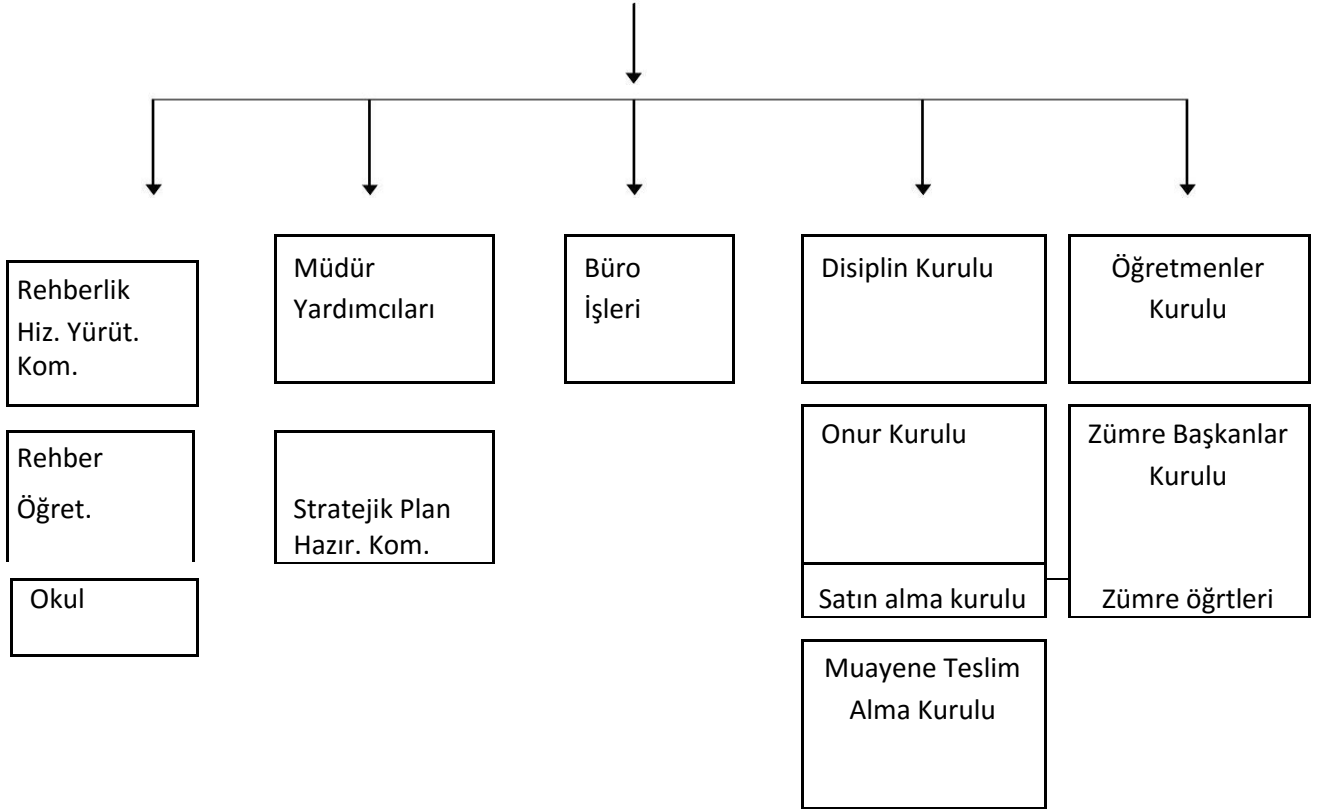 Rehberlik
Hiz. Yürüt.
Kom.
Müdür
Yardımcıları
Büro
İşleri
Disiplin Kurulu
Öğretmenler
Kurulu
Rehber
Öğret.
Stratejik Plan
Hazır. Kom.
Onur Kurulu
Zümre Başkanlar
Kurulu
Okul
Satın alma kurulu
Zümre öğrtleri
Muayene Teslim
Alma Kurulu